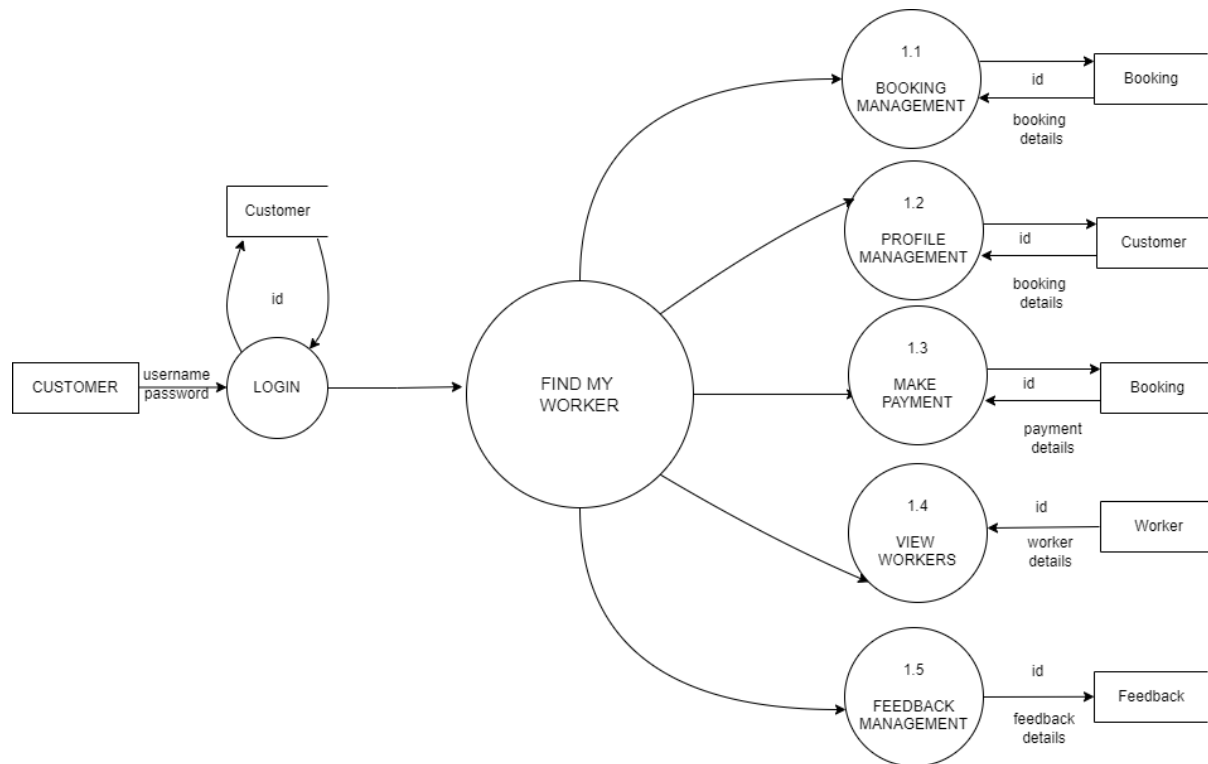 1.1
BOOKING
MANAGEMENT
id
booking
details
Booking
Customer
id
1.2
PROFILE
MANAGEMENT
id
booking
details
Customer
CUSTOMER
username
password
LOGIN
FIND MY
WORKER
1.3
MAKE
PAYMENT
id
payment
details
Booking
1.4
VIEW
WORKERS
id
worker
details
Worker
1.5
FEEDBACK
MANAGEMENT
id
feedback
details
Feedback